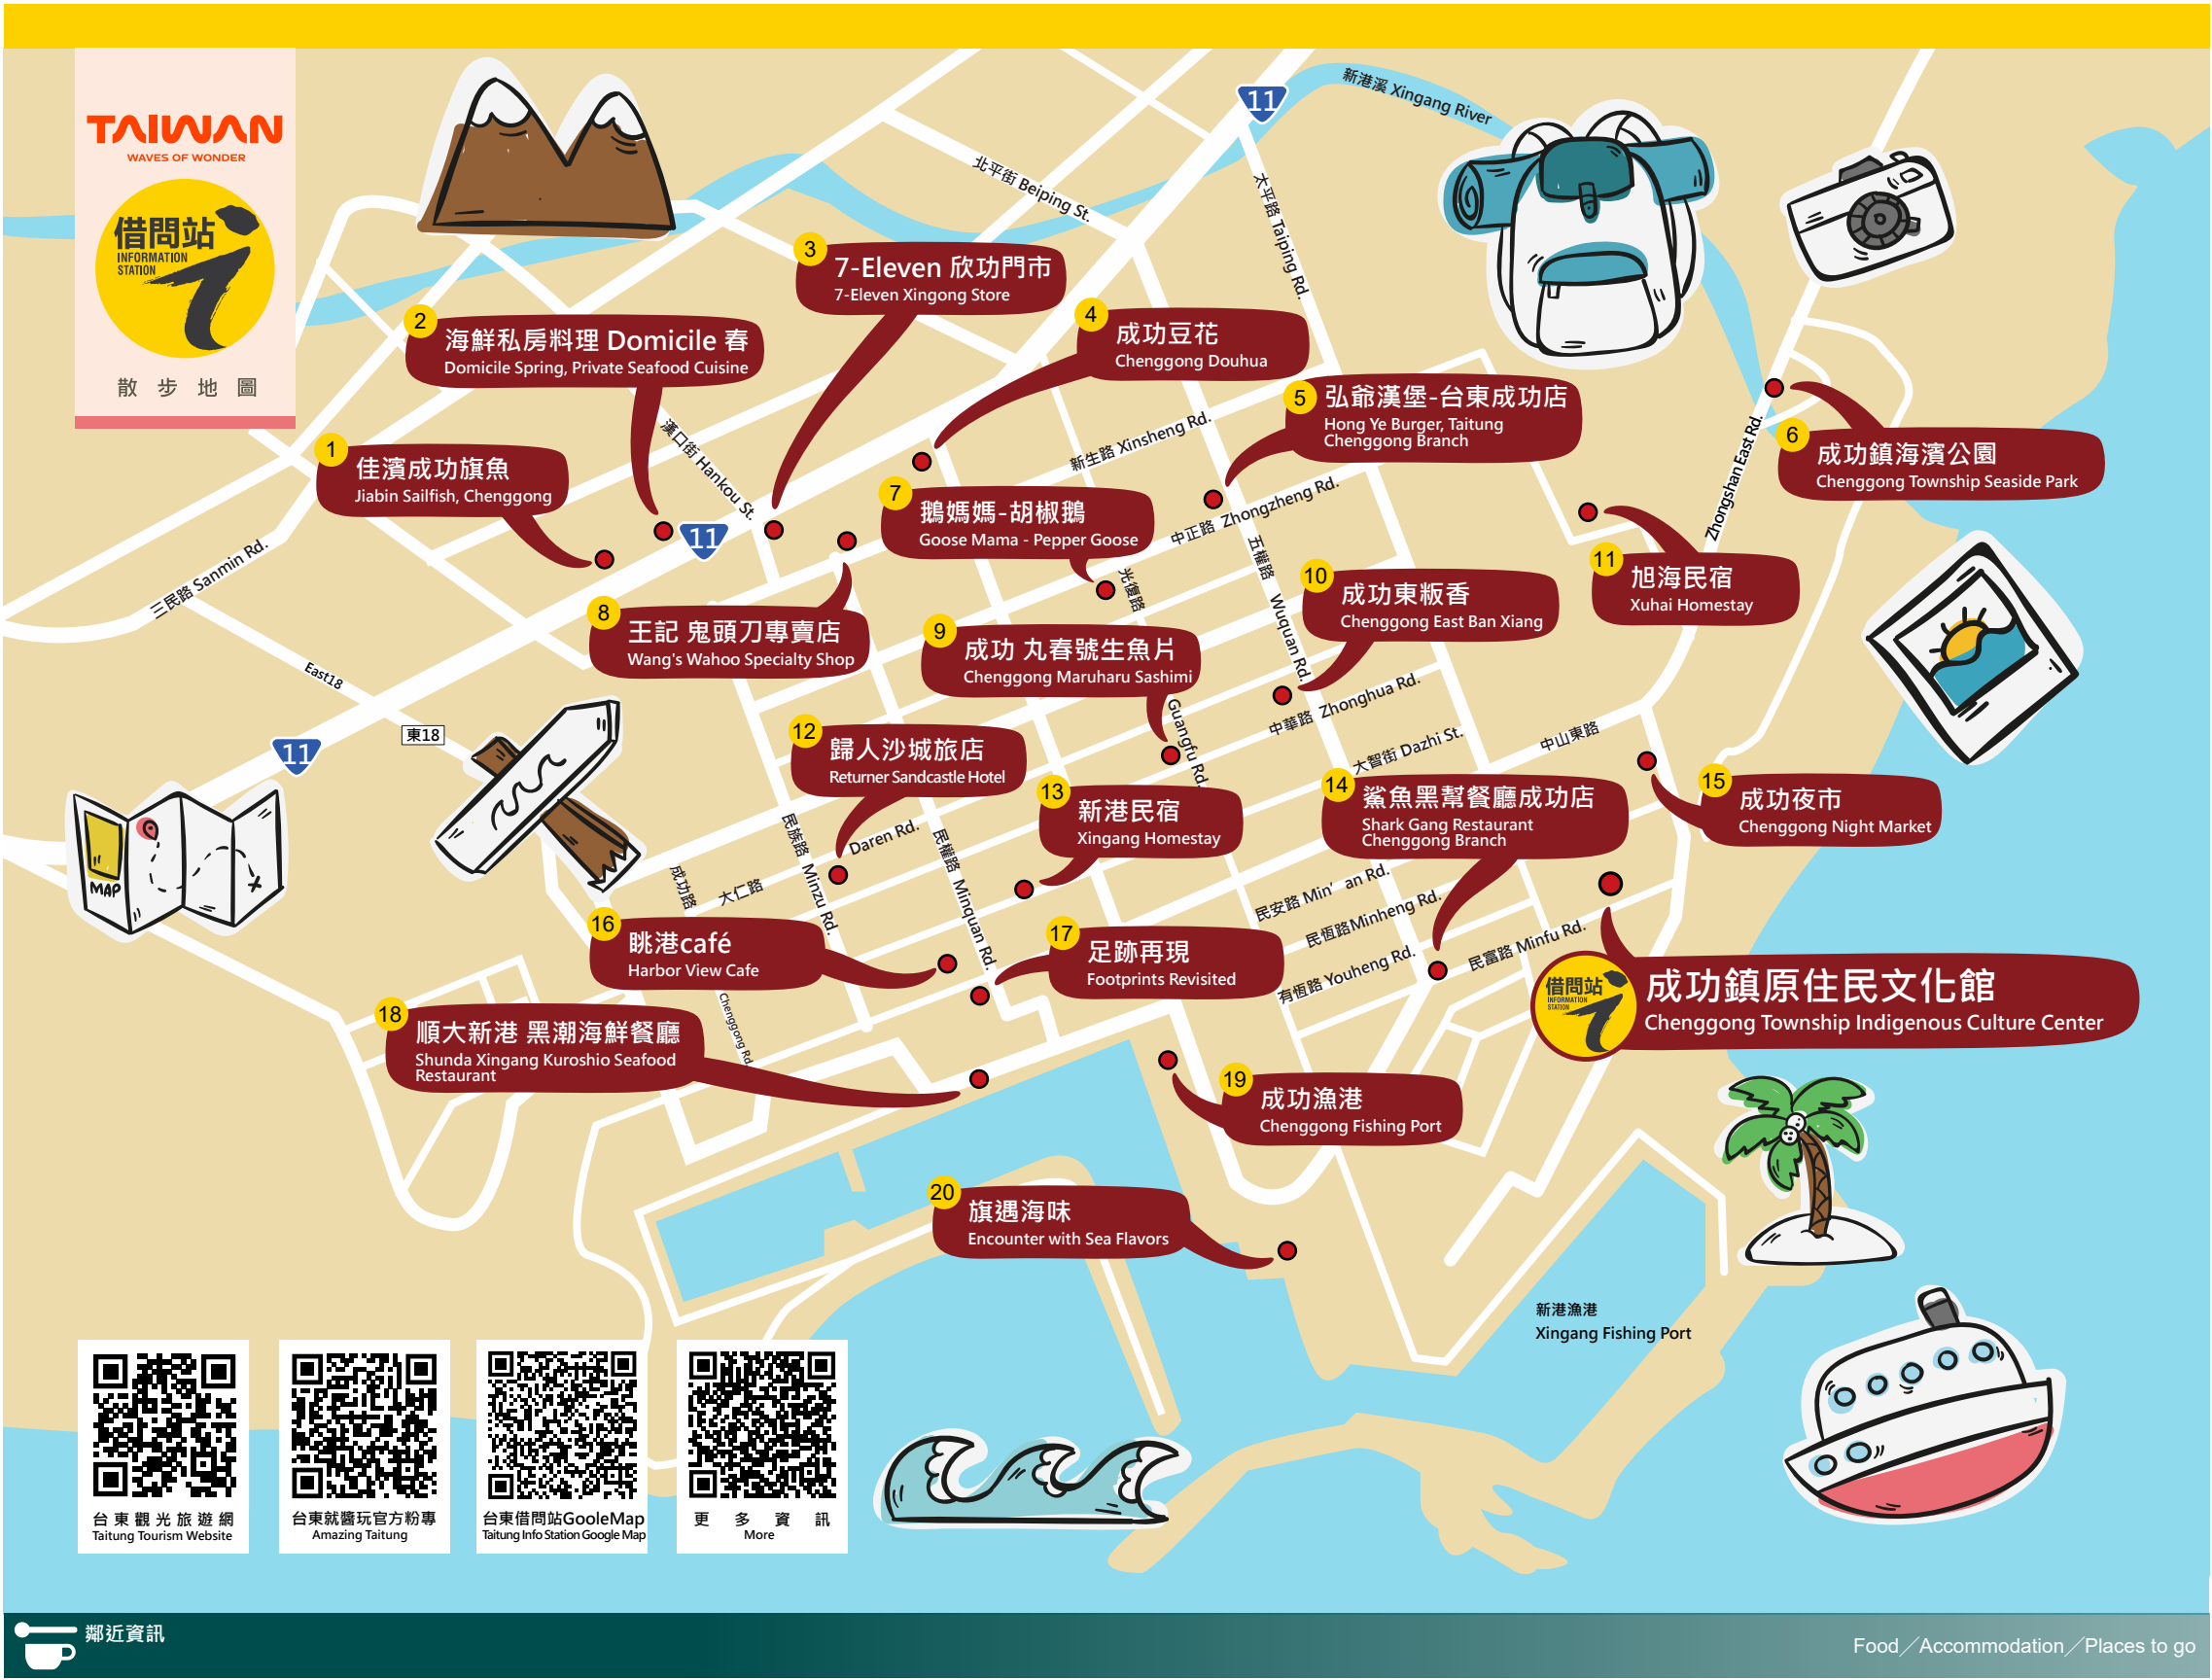 TAIWAN
WAVES OF WONDER
借問站
INFORMATION
STATION
散步地圖
11
新港溪 Xingang River
北平街 Beiping St.
太平路 Taiping Rd.
3
7-Eleven 欣功門市
7-Eleven Xingong Store
2
海鮮私房料理 Domicile 春
Domicile Spring, Private Seafood Cuisine
4
成功豆花
Chenggong Douhua
5
弘爺漢堡-台東成功店
Hong Ye Burger, Taitung
Chenggong Branch
1
佳濱成功旗魚
Jiabin Sailfish, Chenggong
漢口街 Hankou St.
新生路 Xinsheng Rd.
Zhongshan East Rd.
6
成功鎮海濱公園
Chenggong Township Seaside Park
7
鵝媽媽-胡椒鵝
Goose Mama - Pepper Goose
中正路 Zhongzheng Rd.
11
三民路 Sanmin Rd.
五權路 Wuquan Rd.
光復路 Guangfu Rd.
10
成功東粄香
Chenggong East Ban Xiang
11
旭海民宿
Xuhai Homestay
8
王記 鬼頭刀專賣店
Wang's Wahoo Specialty Shop
9
成功 丸春號生魚片
Chenggong Maruharu Sashimi
East18
東18
11
中華路 Zhonghua Rd.
大智街 Dazhi St.
中山東路
12
歸人沙城旅店
Returner Sandcastle Hotel
13
新港民宿
Xingang Homestay
14
鯊魚黑幫餐廳成功店
Shark Gang Restaurant
Chenggong Branch
15
成功夜市
Chenggong Night Market
MAP
成功路
Chenggong Rd.
大仁路 Daren Rd.
民族路 Minzu Rd.
民權路 Minquan Rd.
民安路 Min'an Rd.
民恆路Minheng Rd.
有恆路 Youheng Rd.
民富路 Minfu Rd.
16
眺港café
Harbor View Cafe
17
足跡再現
Footprints Revisited
借問站
INFORMATION
STATION
成功鎮原住民文化館
Chenggong Township Indigenous Culture Center
18
順大新港 黑潮海鮮餐廳
Shunda Xingang Kuroshio Seafood
Restaurant
19
成功漁港
Chenggong Fishing Port
20
旗遇海味
Encounter with Sea Flavors
新港漁港
Xingang Fishing Port
台東觀光旅遊網
Taitung Tourism Website
台東就醬玩官方粉專
Amazing Taitung
台東借問站GooleMap
Taitung Info Station Google Map
更多資訊
More
鄰近資訊
Food／Accommodation／Places to go